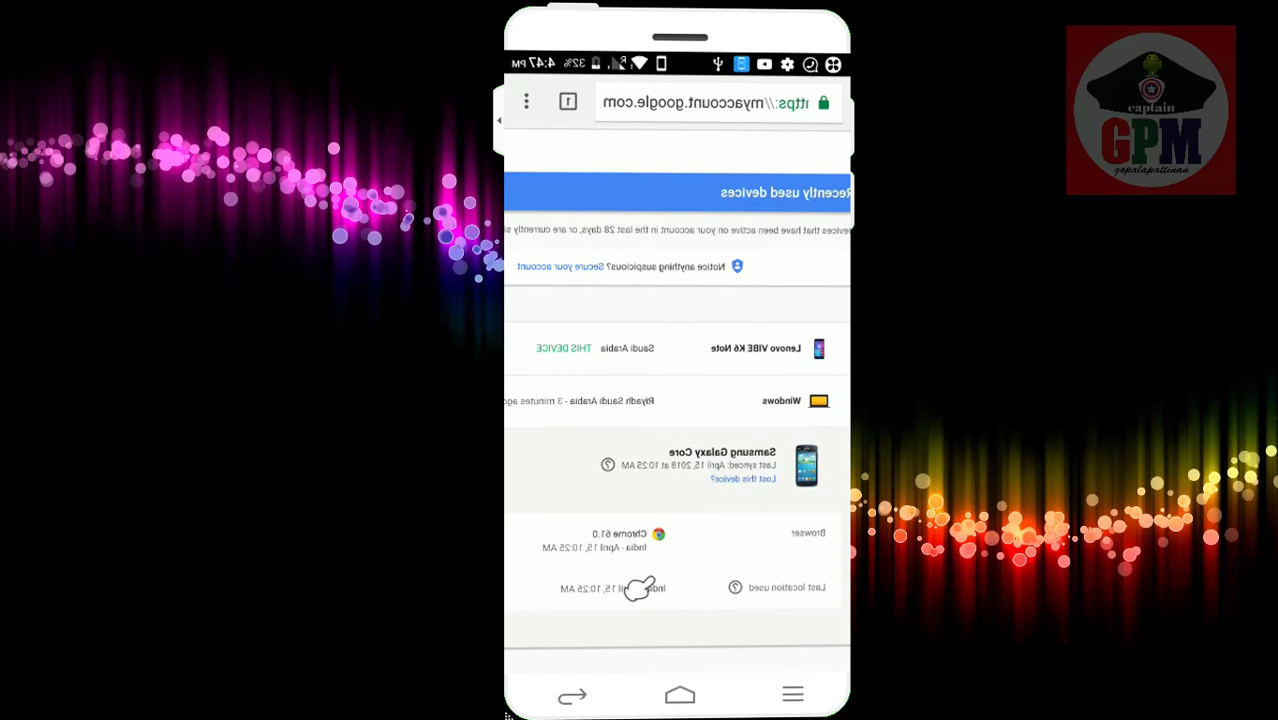 captain
GPM
gopalapattinan
4:47 PM 32% R
https://myaccount.google.com 1
Recently used devices
Devices that have been active on your account in the last 28 days, or are currently si
Notice anything suspicious? Secure your account
Lenovo VIBE K6 Note Saudi Arabia THIS DEVICE
Windows Riyadh Saudi Arabia - 3 minutes ago
Samsung Galaxy Core
Last synced: April 15, 2018 at 10:25 AM
Lost this device?
Browser Chrome 61.0
India - April 15, 10:25 AM
Last location used 15, 10:25 AM